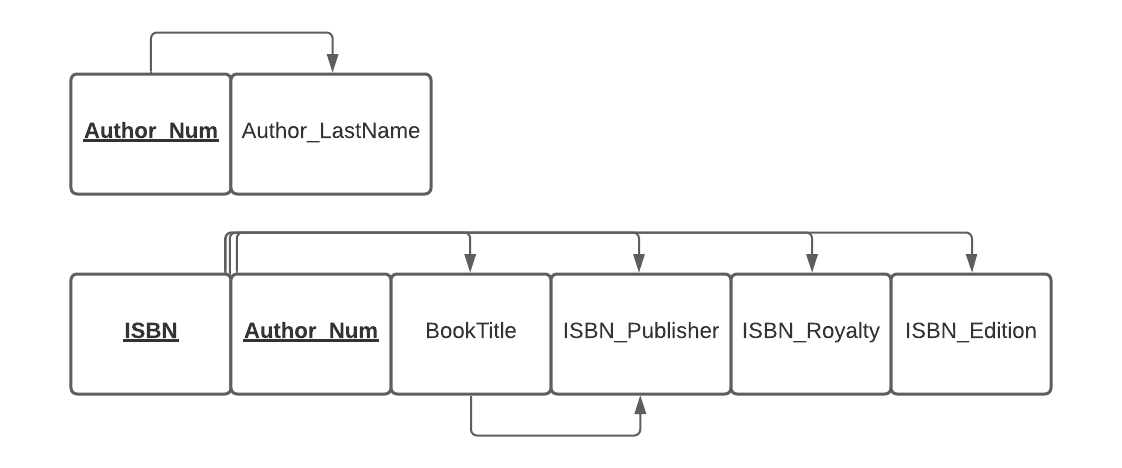 Author_Num Author_LastName
ISBN Author_Num BookTitle ISBN_Publisher ISBN_Royalty ISBN_Edition